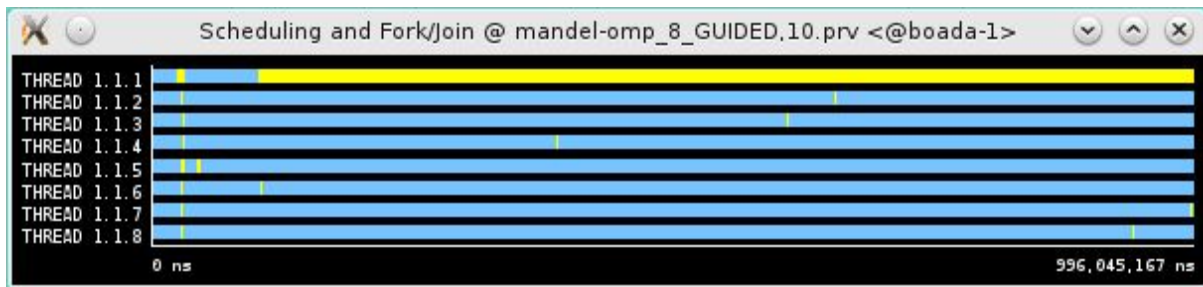 Scheduling and Fork/Join @ mandel-omp_8_GUIDED,10.prv <@boada-1>
THREAD 1.1.1
THREAD 1.1.2
THREAD 1.1.3
THREAD 1.1.4
THREAD 1.1.5
THREAD 1.1.6
THREAD 1.1.7
THREAD 1.1.8
0 ns 996,045,167 ns